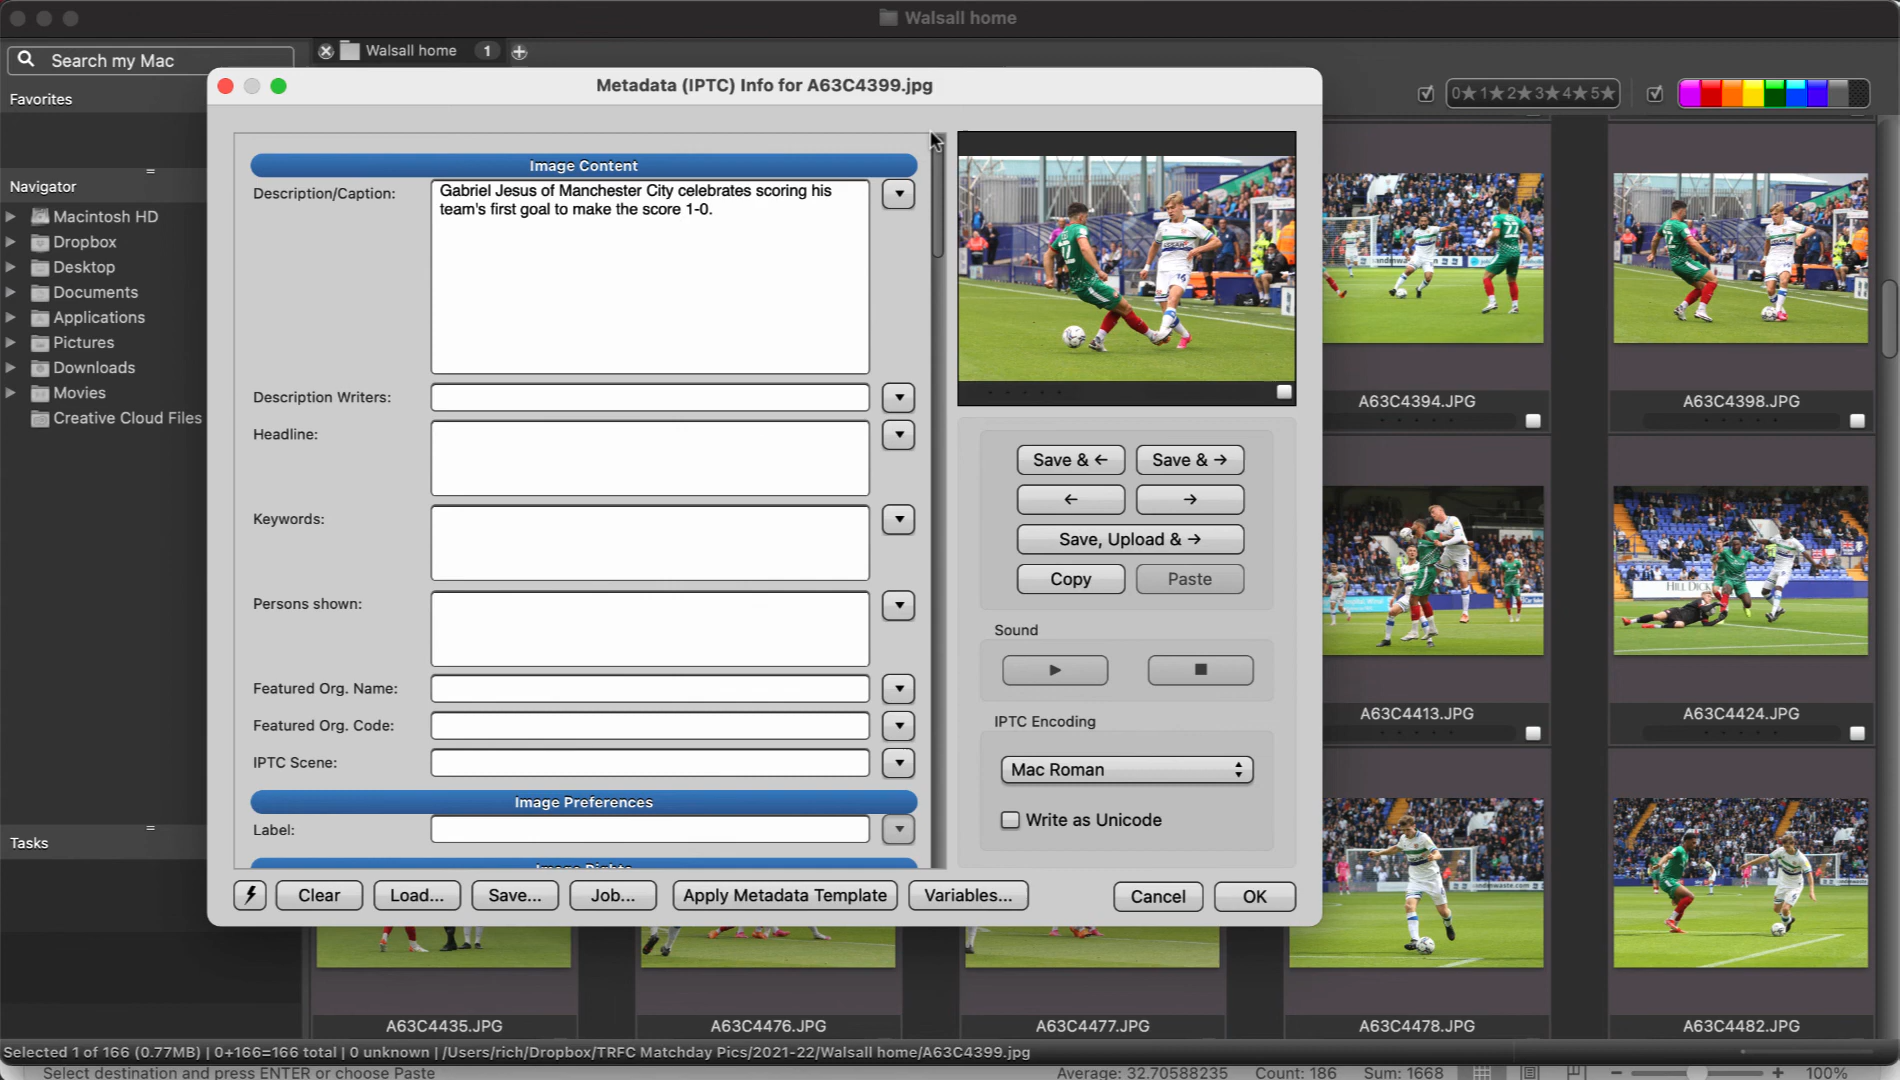 Walsall home
Search my Mac
Walsall home 1
Metadata (IPTC) Info for A63C4399.jpg
0★1★2★3★4★5★
Favorites
Navigator
Macintosh HD
Dropbox
Desktop
Documents
Applications
Pictures
Downloads
Movies
Creative Cloud Files
Tasks
Image Content
Description/Caption:
Gabriel Jesus of Manchester City celebrates scoring his
team's first goal to make the score 1-0.
Description Writers:
Headline:
Keywords:
Persons shown:
Featured Org. Name:
Featured Org. Code:
IPTC Scene:
Image Preferences
Label:
Image Rights
Save & ←
Save & →
←
→
Save, Upload & →
Copy
Paste
Sound
IPTC Encoding
Mac Roman
Write as Unicode
Clear
Load...
Save...
Job...
Apply Metadata Template
Variables...
Cancel
OK
A63C4394.JPG
A63C4398.JPG
A63C4413.JPG
HILL DICK
A63C4424.JPG
A63C4435.JPG
A63C4476.JPG
A63C4477.JPG
A63C4478.JPG
A63C4482.JPG
Selected 1 of 166 (0.77MB) | 0+166=166 total | 0 unknown | /Users/rich/Dropbox/TRFC Matchday Pics/2021-22/Walsall home/A63C4399.jpg
Select destination and press ENTER or choose Paste
Average: 32.70588235
Count: 186
Sum: 1668
100%